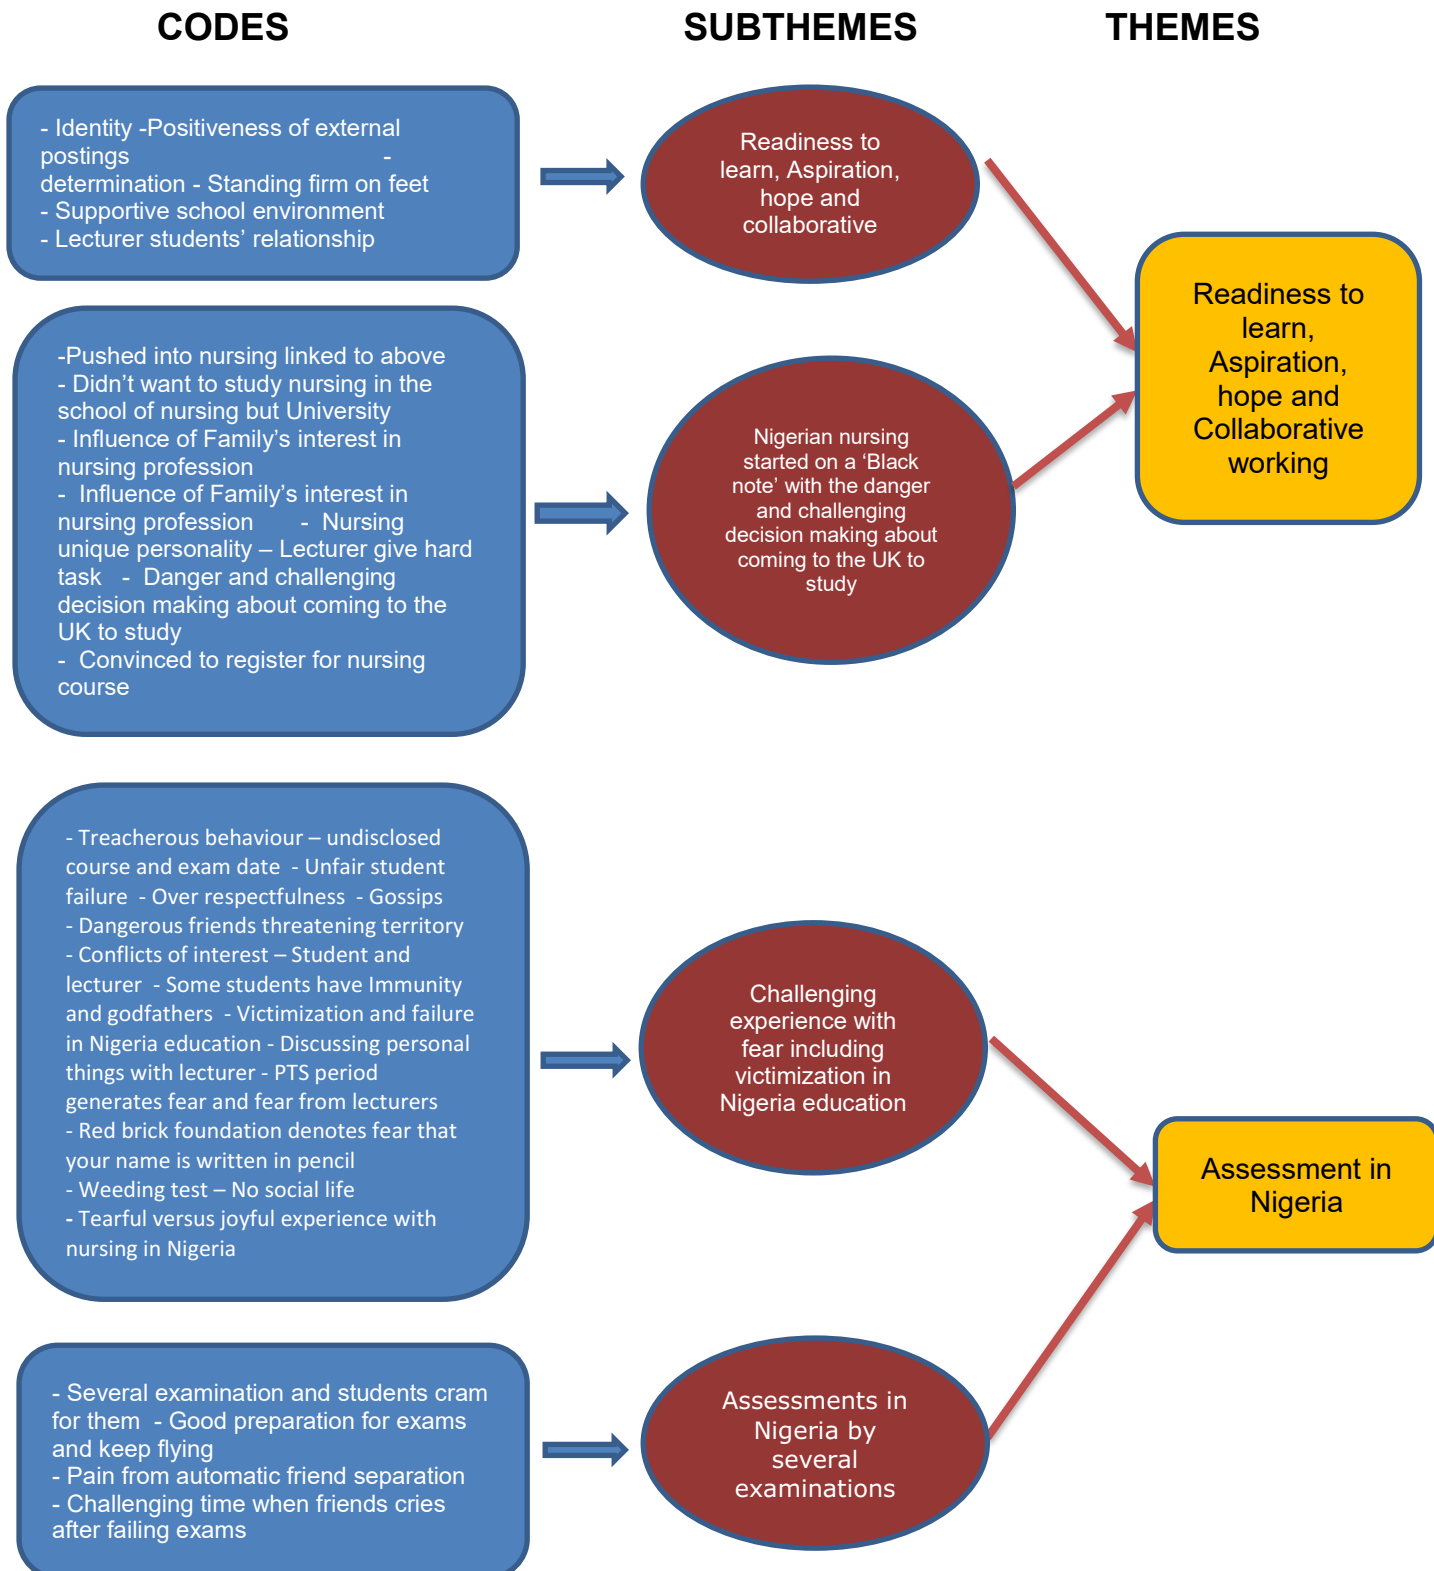 CODES
SUBTHEMES
THEMES
- Identity -Positiveness of external
postings -
determination - Standing firm on feet
- Supportive school environment
- Lecturer students’ relationship
Readiness to
learn, Aspiration,
hope and
collaborative
Readiness to
learn,
Aspiration,
hope and
Collaborative
working
-Pushed into nursing linked to above
- Didn’t want to study nursing in the
school of nursing but University
- Influence of Family’s interest in
nursing profession
- Influence of Family’s interest in
nursing profession - Nursing
unique personality – Lecturer give hard
task - Danger and challenging
decision making about coming to the
UK to study
- Convinced to register for nursing
course
Nigerian nursing
started on a ‘Black
note’ with the danger
and challenging
decision making about
coming to the UK to
study
- Treacherous behaviour – undisclosed
course and exam date - Unfair student
failure - Over respectfulness - Gossips
- Dangerous friends threatening territory
- Conflicts of interest – Student and
lecturer - Some students have Immunity
and godfathers - Victimization and failure
in Nigeria education - Discussing personal
things with lecturer - PTS period
generates fear and fear from lecturers
- Red brick foundation denotes fear that
your name is written in pencil
- Weeding test – No social life
- Tearful versus joyful experience with
nursing in Nigeria
Challenging
experience with
fear including
victimization in
Nigeria education
Assessment in
Nigeria
- Several examination and students cram
for them - Good preparation for exams
and keep flying
- Pain from automatic friend separation
- Challenging time when friends cries
after failing exams
Assessments in
Nigeria by
several
examinations